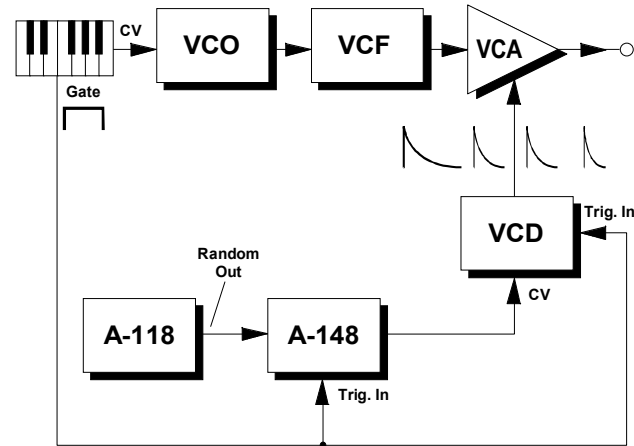 CV
VCO
VCF
VCA
Gate
Trig. In
VCD
Random
Out
CV
A-118
A-148
Trig. In